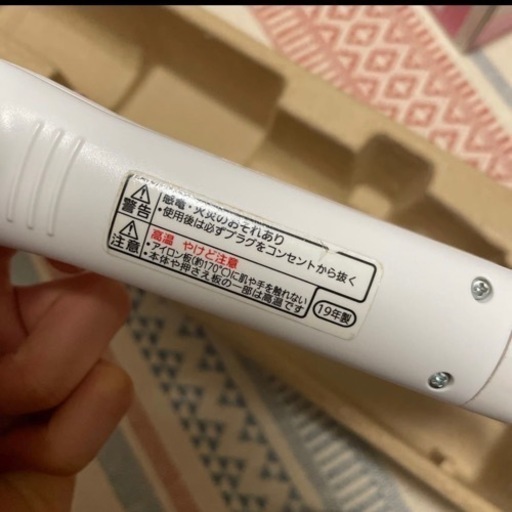 警告
感電・火災のおそれあり
・使用後は必ずプラグをコンセントから抜く
注意
高温 やけど注意
・アイロン板(約170℃)に肌や手を触れない
・本体や押さえ板の一部は高温です
19年製